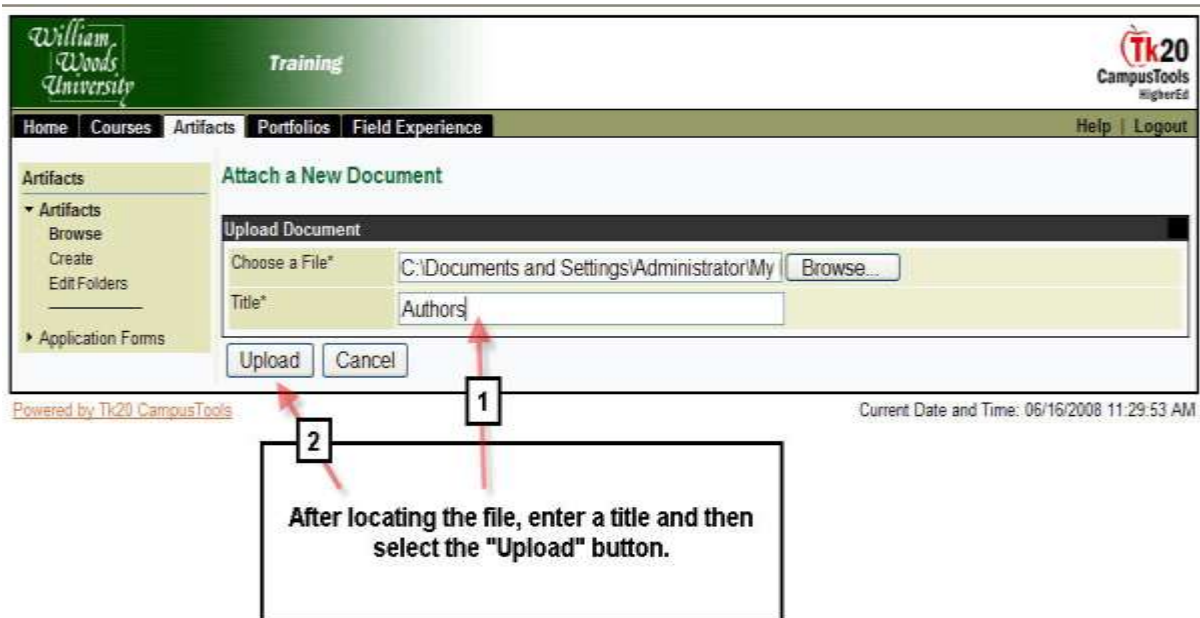 William
Woods
University
Training
Tk20
CampusTools
HigherEd
Home Courses Artifacts Portfolios Field Experience Help | Logout
Artifacts
Artifacts
Browse
Create
Edit Folders
Application Forms
Attach a New Document
Upload Document
Choose a File* C:\Documents and Settings\Administrator\My Browse...
Title* Authors
Upload Cancel
Powered by Tk20 CampusTools
Current Date and Time: 06/16/2008 11:29:53 AM
1
2
After locating the file, enter a title and then
select the "Upload" button.